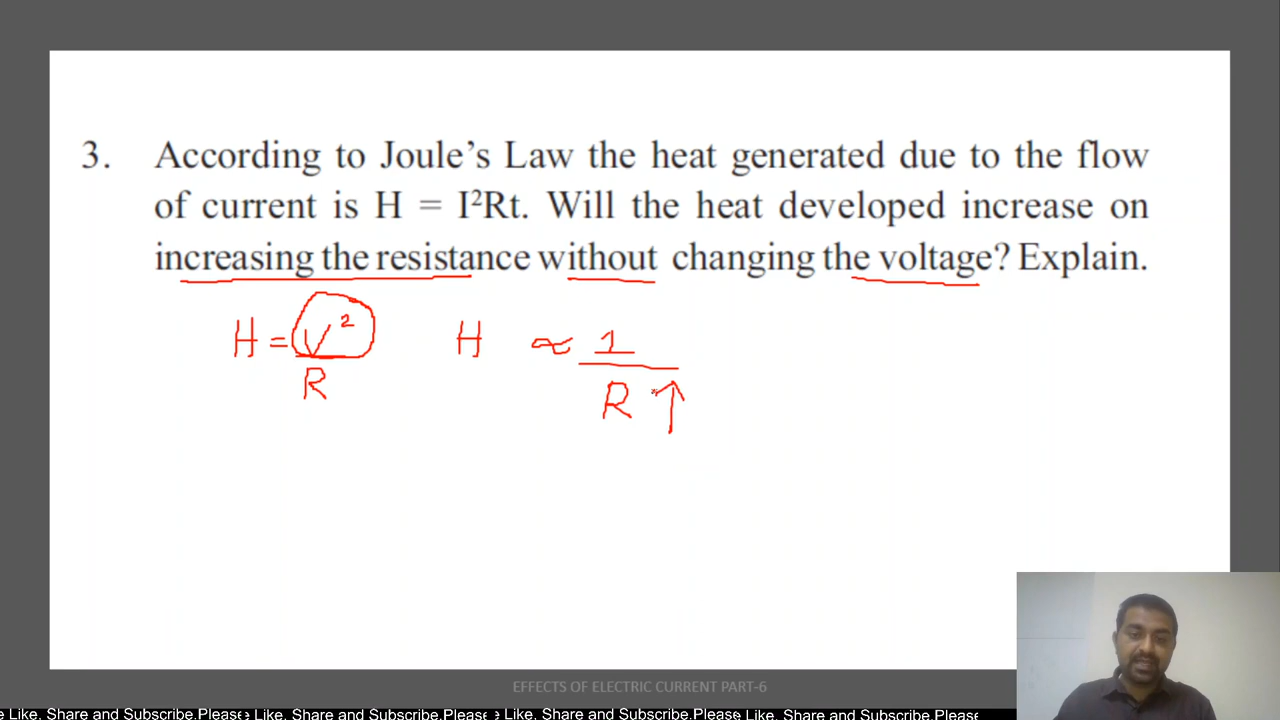 3. According to Joule’s Law the heat generated due to the flow
of current is H = I²Rt. Will the heat developed increase on
increasing the resistance without changing the voltage? Explain.
H = V² H ∝ 1
R R ↑
EFFECTS OF ELECTRIC CURRENT PART-6
e Like, Share and Subscribe.Please Like, Share and Subscribe.Please Like, Share and Subscribe.Please Like, Share and Subscribe.Please